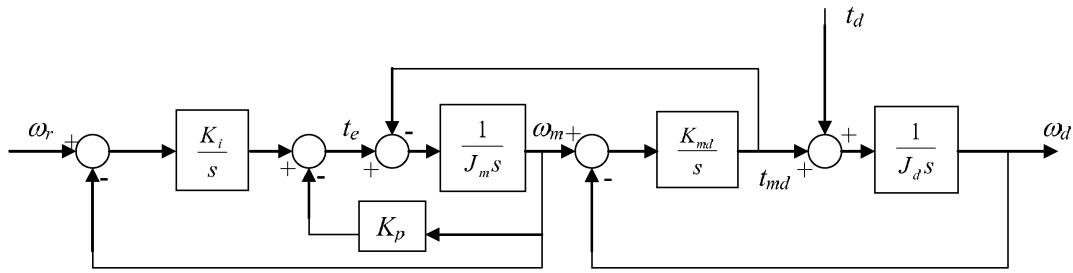 t_d
ω_r + - K_i/s + - t_e - + 1/(J_m s) ω_m + - K_md/s t_md + + 1/(J_d s) ω_d
K_p